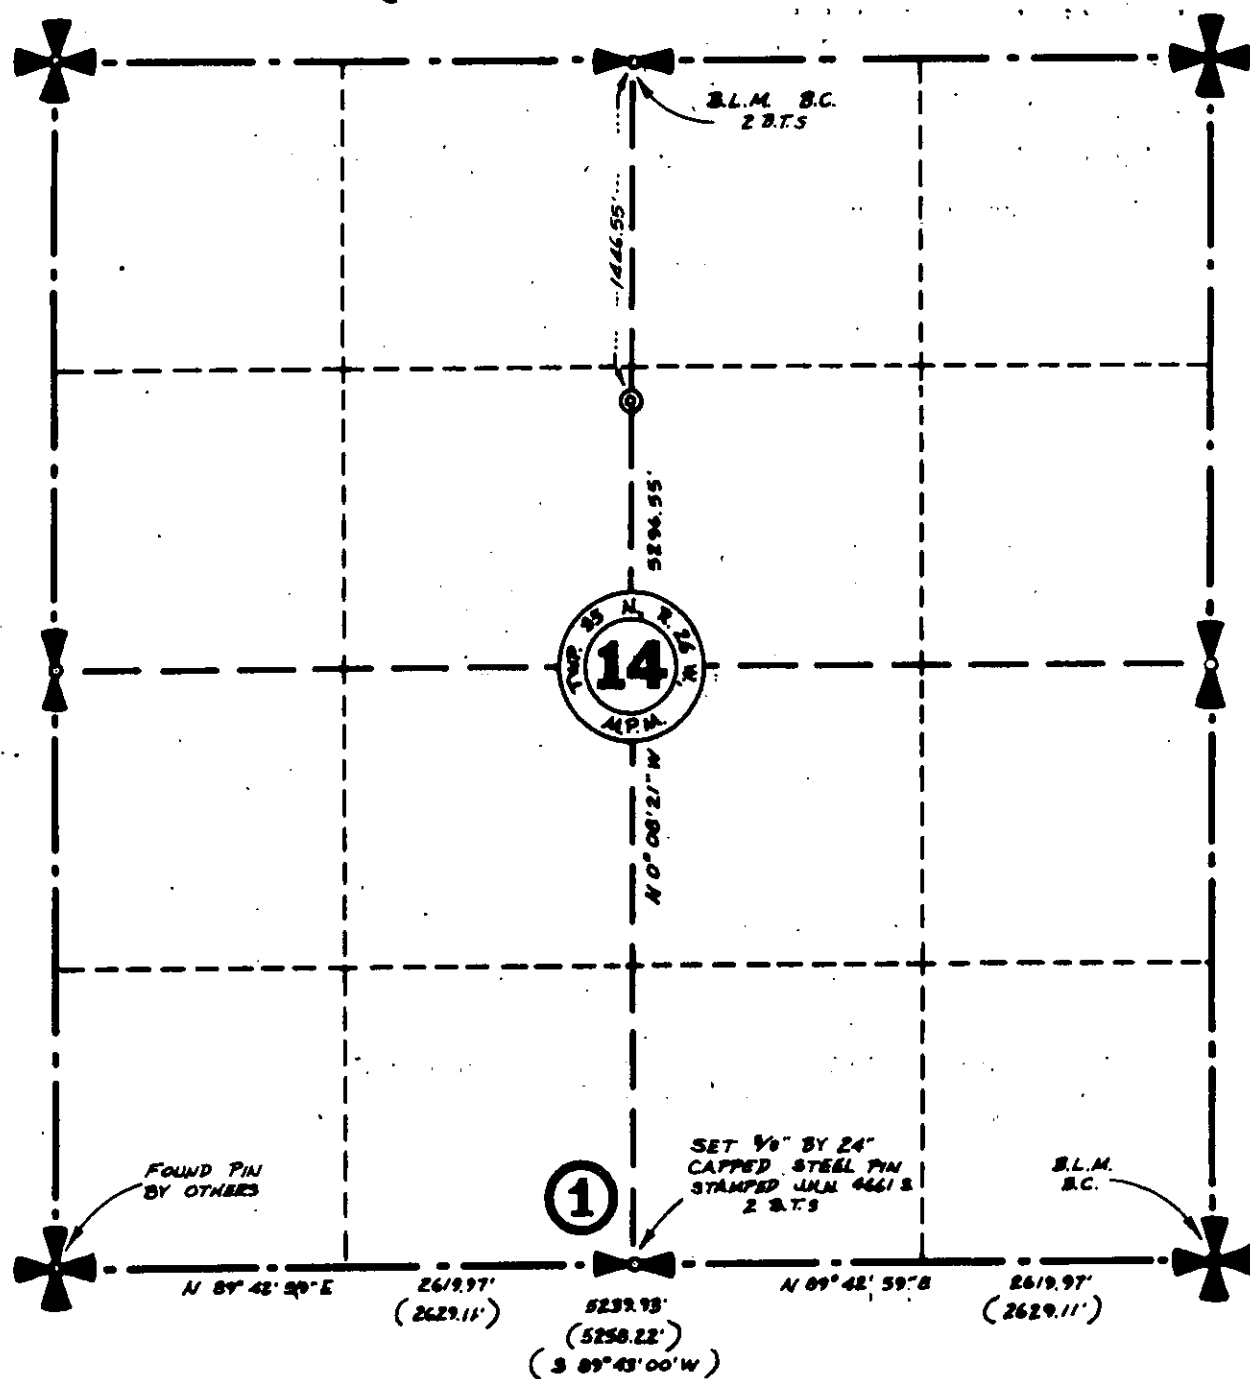 B.L.M. B.C.
2 B.T.S
1446.55'
5296.55'
TWP. 35 N., R. 26 W.,
14
M.P.M.
N 0° 08' 21" W
FOUND PIN
BY OTHERS
1
SET 5/8" BY 24"
CAPPED STEEL PIN
STAMPED 4661 S
2 B.T.S
B.L.M.
B.C.
N 89° 42' 59" E
2619.97'
(2629.11')
5239.93'
(5258.22')
(S 89° 43' 00" W)
N 89° 42' 59" E
2619.97'
(2629.11')